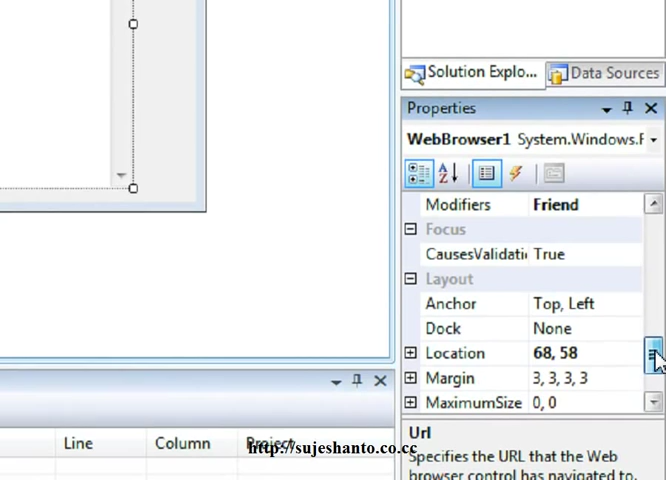 Solution Explo...
Data Sources
Properties
WebBrowser1 System.Windows.F
Modifiers Friend
Focus
CausesValidati True
Layout
Anchor Top, Left
Dock None
Location 68, 58
Margin 3, 3, 3, 3
MaximumSize 0, 0
Url
Specifies the URL that the Web
browser control has navigated to.
Line Column Project
http://sujeshanto.co.cc